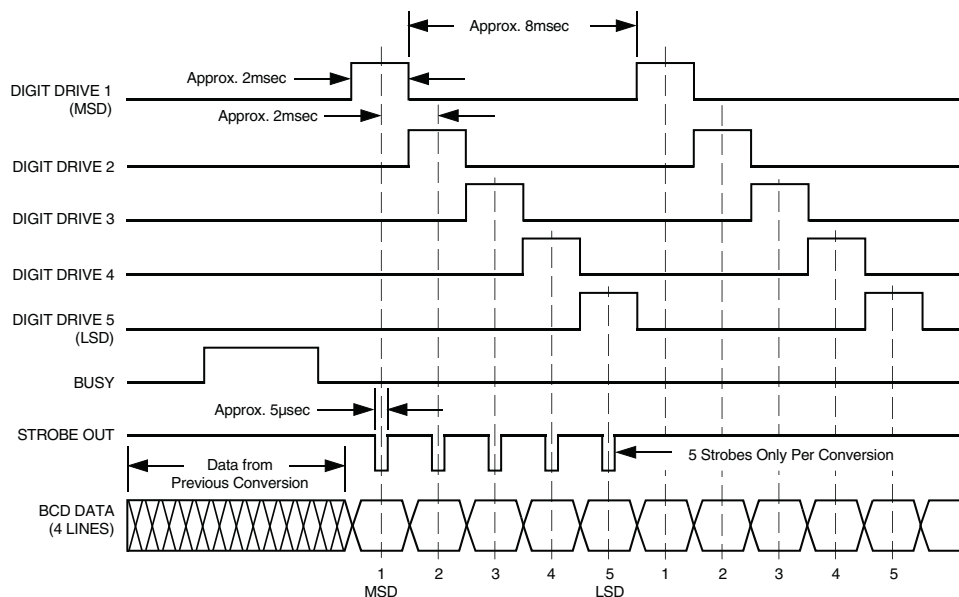 Approx. 8msec
Approx. 2msec
DIGIT DRIVE 1
(MSD)
Approx. 2msec
DIGIT DRIVE 2
DIGIT DRIVE 3
DIGIT DRIVE 4
DIGIT DRIVE 5
(LSD)
BUSY
Approx. 5µsec
STROBE OUT
5 Strobes Only Per Conversion
Data from
Previous Conversion
BCD DATA
(4 LINES)
1 2 3 4 5 1 2 3 4 5
MSD LSD